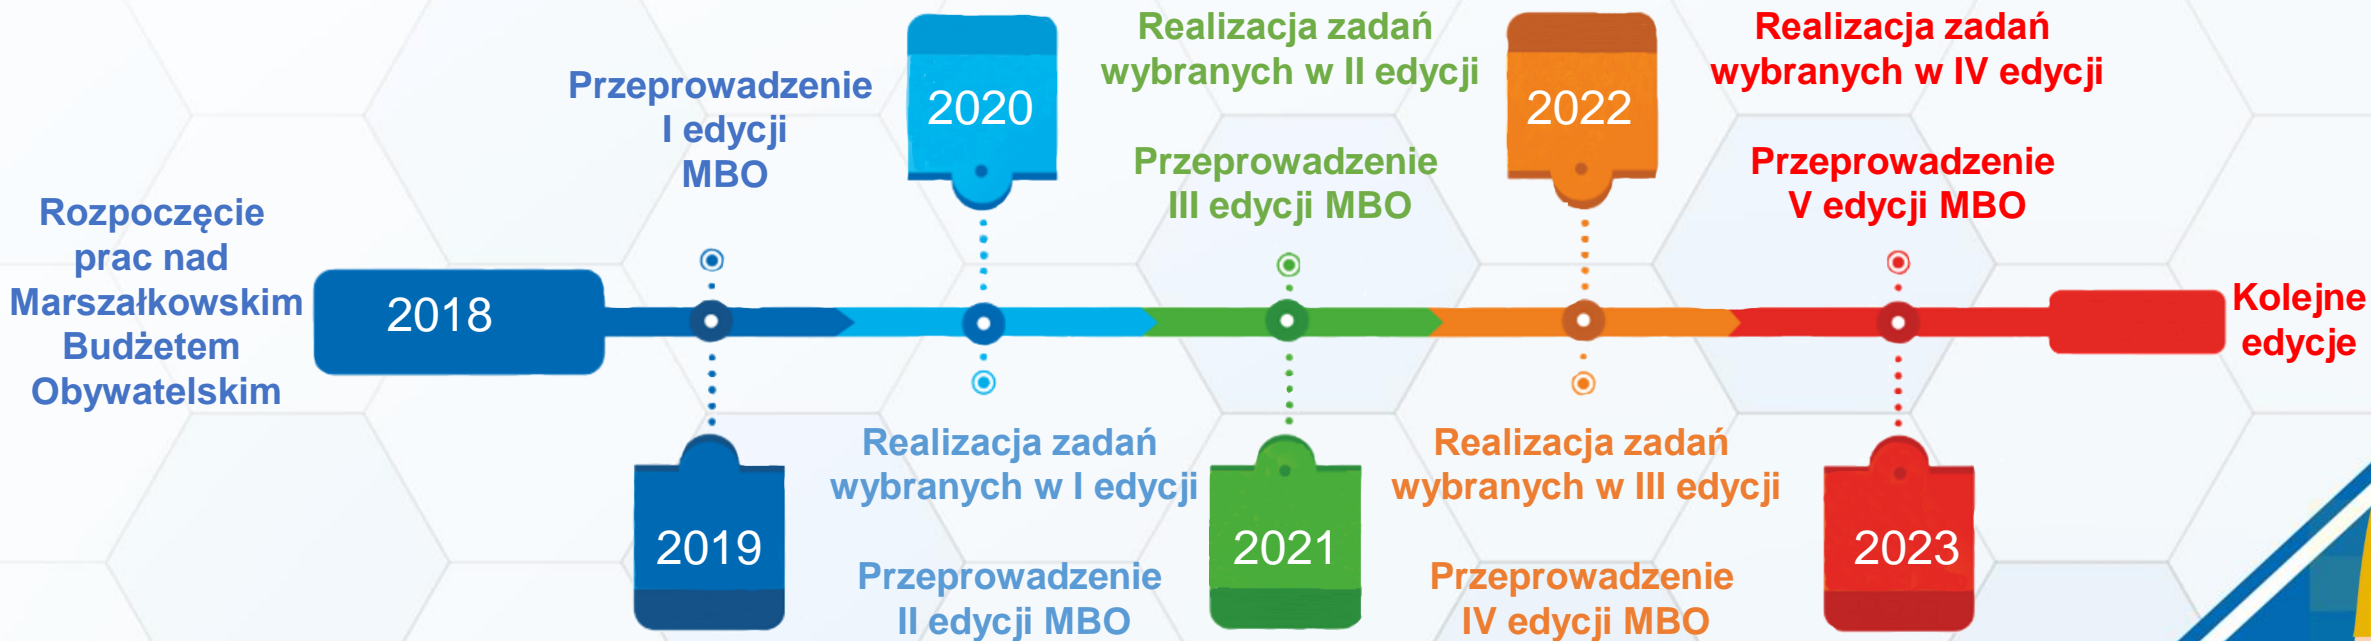 Rozpoczęcie
prac nad
Marszałkowskim
Budżetem
Obywatelskim
2018
Przeprowadzenie
I edycji
MBO
2019
2020
Realizacja zadań
wybranych w I edycji
Przeprowadzenie
II edycji MBO
Realizacja zadań
wybranych w II edycji
Przeprowadzenie
III edycji MBO
2021
2022
Realizacja zadań
wybranych w III edycji
Przeprowadzenie
IV edycji MBO
Realizacja zadań
wybranych w IV edycji
Przeprowadzenie
V edycji MBO
2023
Kolejne
edycje